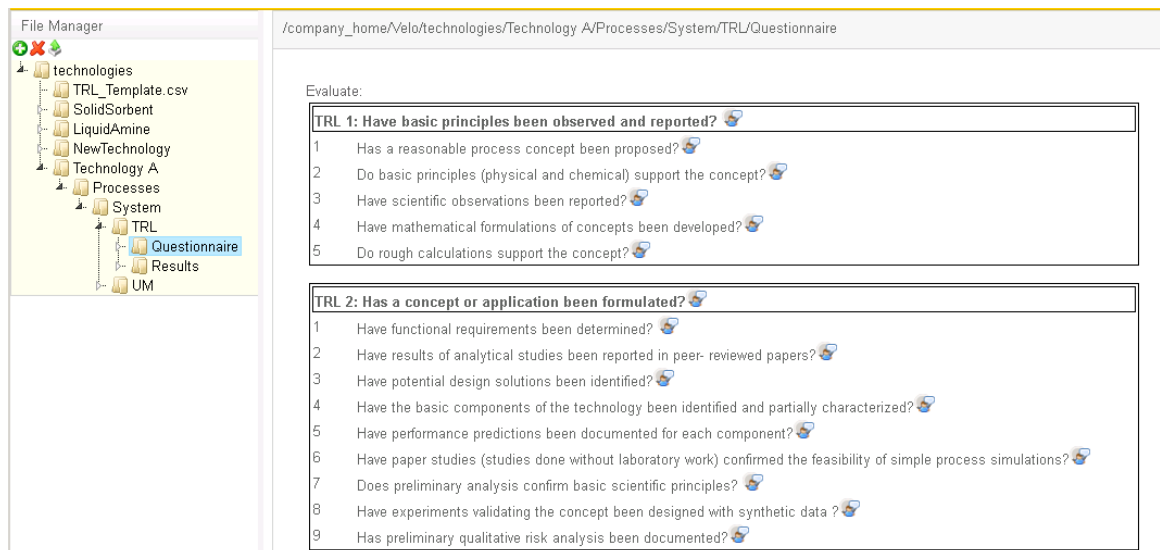 File Manager
technologies
TRL_Template.csv
SolidSorbent
LiquidAmine
NewTechnology
Technology A
Processes
System
TRL
Questionnaire
Results
UM
/company_home/Velo/technologies/Technology A/Processes/System/TRL/Questionnaire
Evaluate:
TRL 1: Have basic principles been observed and reported?
1 Has a reasonable process concept been proposed?
2 Do basic principles (physical and chemical) support the concept?
3 Have scientific observations been reported?
4 Have mathematical formulations of concepts been developed?
5 Do rough calculations support the concept?
TRL 2: Has a concept or application been formulated?
1 Have functional requirements been determined?
2 Have results of analytical studies been reported in peer- reviewed papers?
3 Have potential design solutions been identified?
4 Have the basic components of the technology been identified and partially characterized?
5 Have performance predictions been documented for each component?
6 Have paper studies (studies done without laboratory work) confirmed the feasibility of simple process simulations?
7 Does preliminary analysis confirm basic scientific principles?
8 Have experiments validating the concept been designed with synthetic data ?
9 Has preliminary qualitative risk analysis been documented?